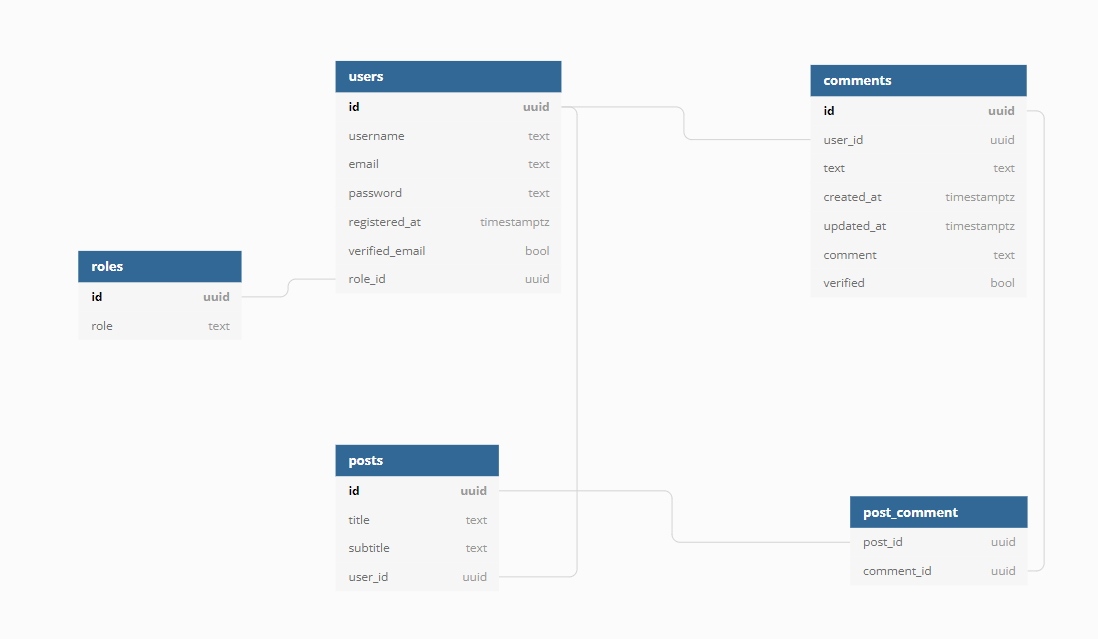 users
id uuid
username text
email text
password text
registered_at timestamptz
verified_email bool
role_id uuid
comments
id uuid
user_id uuid
text text
created_at timestamptz
updated_at timestamptz
comment text
verified bool
roles
id uuid
role text
posts
id uuid
title text
subtitle text
user_id uuid
post_comment
post_id uuid
comment_id uuid